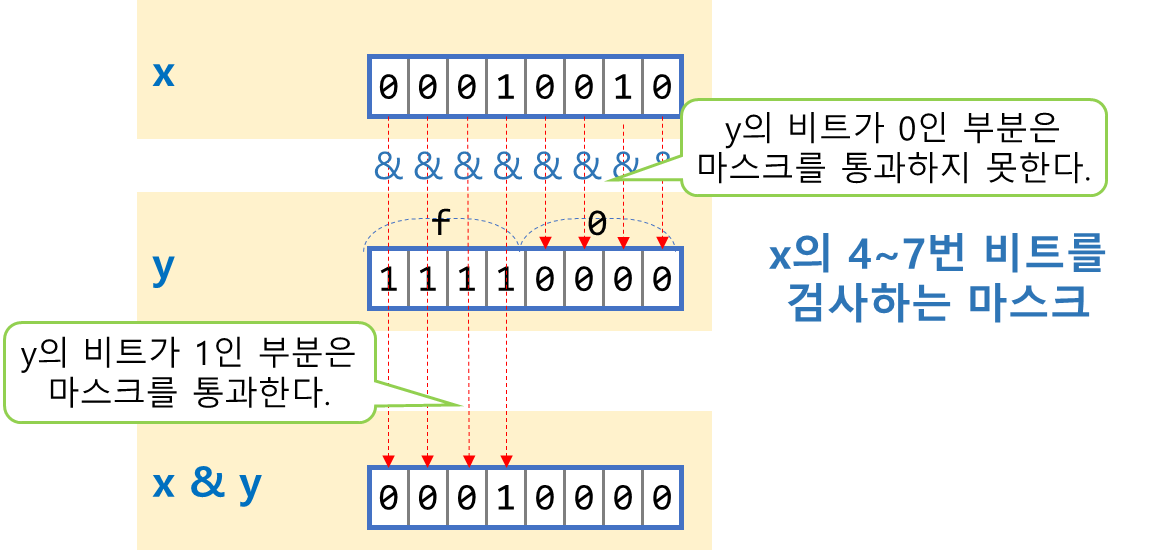 x
0 0 0 1 0 0 1 0
y의 비트가 0인 부분은
마스크를 통과하지 못한다.
& & & & & & & &
f 0
y
1 1 1 1 0 0 0 0
x의 4~7번 비트를
검사하는 마스크
y의 비트가 1인 부분은
마스크를 통과한다.
x & y
0 0 0 1 0 0 0 0